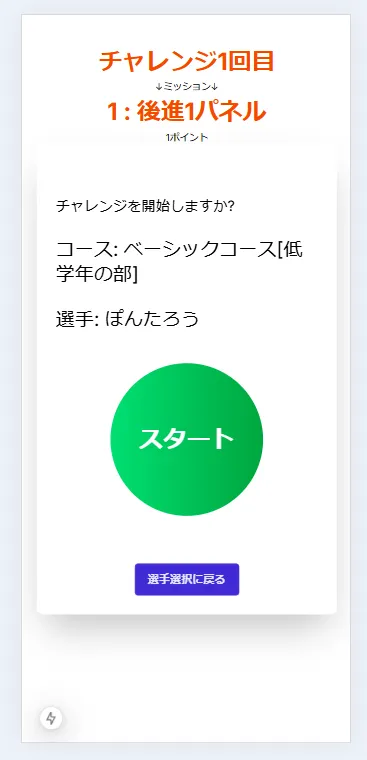 チャレンジ1回目
↓ミッション↓
1 : 後進1パネル
1ポイント
チャレンジを開始しますか?
コース: ベーシックコース[低
学年の部]
選手: ぽんたろう
スタート
選手選択に戻る